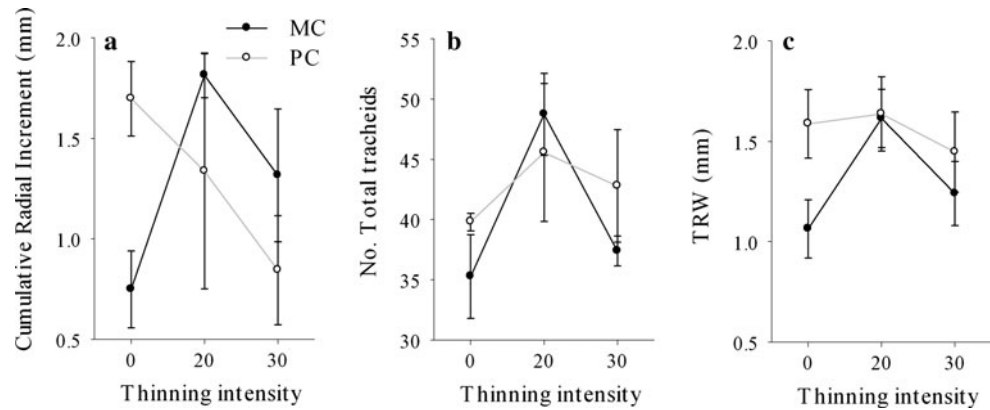 a
MC
PC
Cumulative Radial Increment (mm)
2.0
1.5
1.0
0.5
0 20 30
Thinning intensity
b
No. Total tracheids
55
50
45
40
35
30
0 20 30
Thinning intensity
c
TRW (mm)
2.0
1.5
1.0
0.5
0 20 30
Thinning intensity